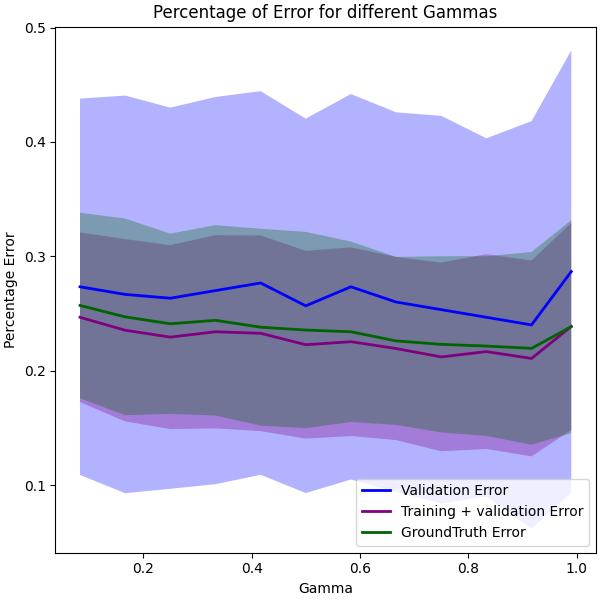 Percentage of Error for different Gammas
Percentage Error
0.5
0.4
0.3
0.2
0.1
Validation Error
Training + validation Error
GroundTruth Error
0.2 0.4 0.6 0.8 1.0
Gamma